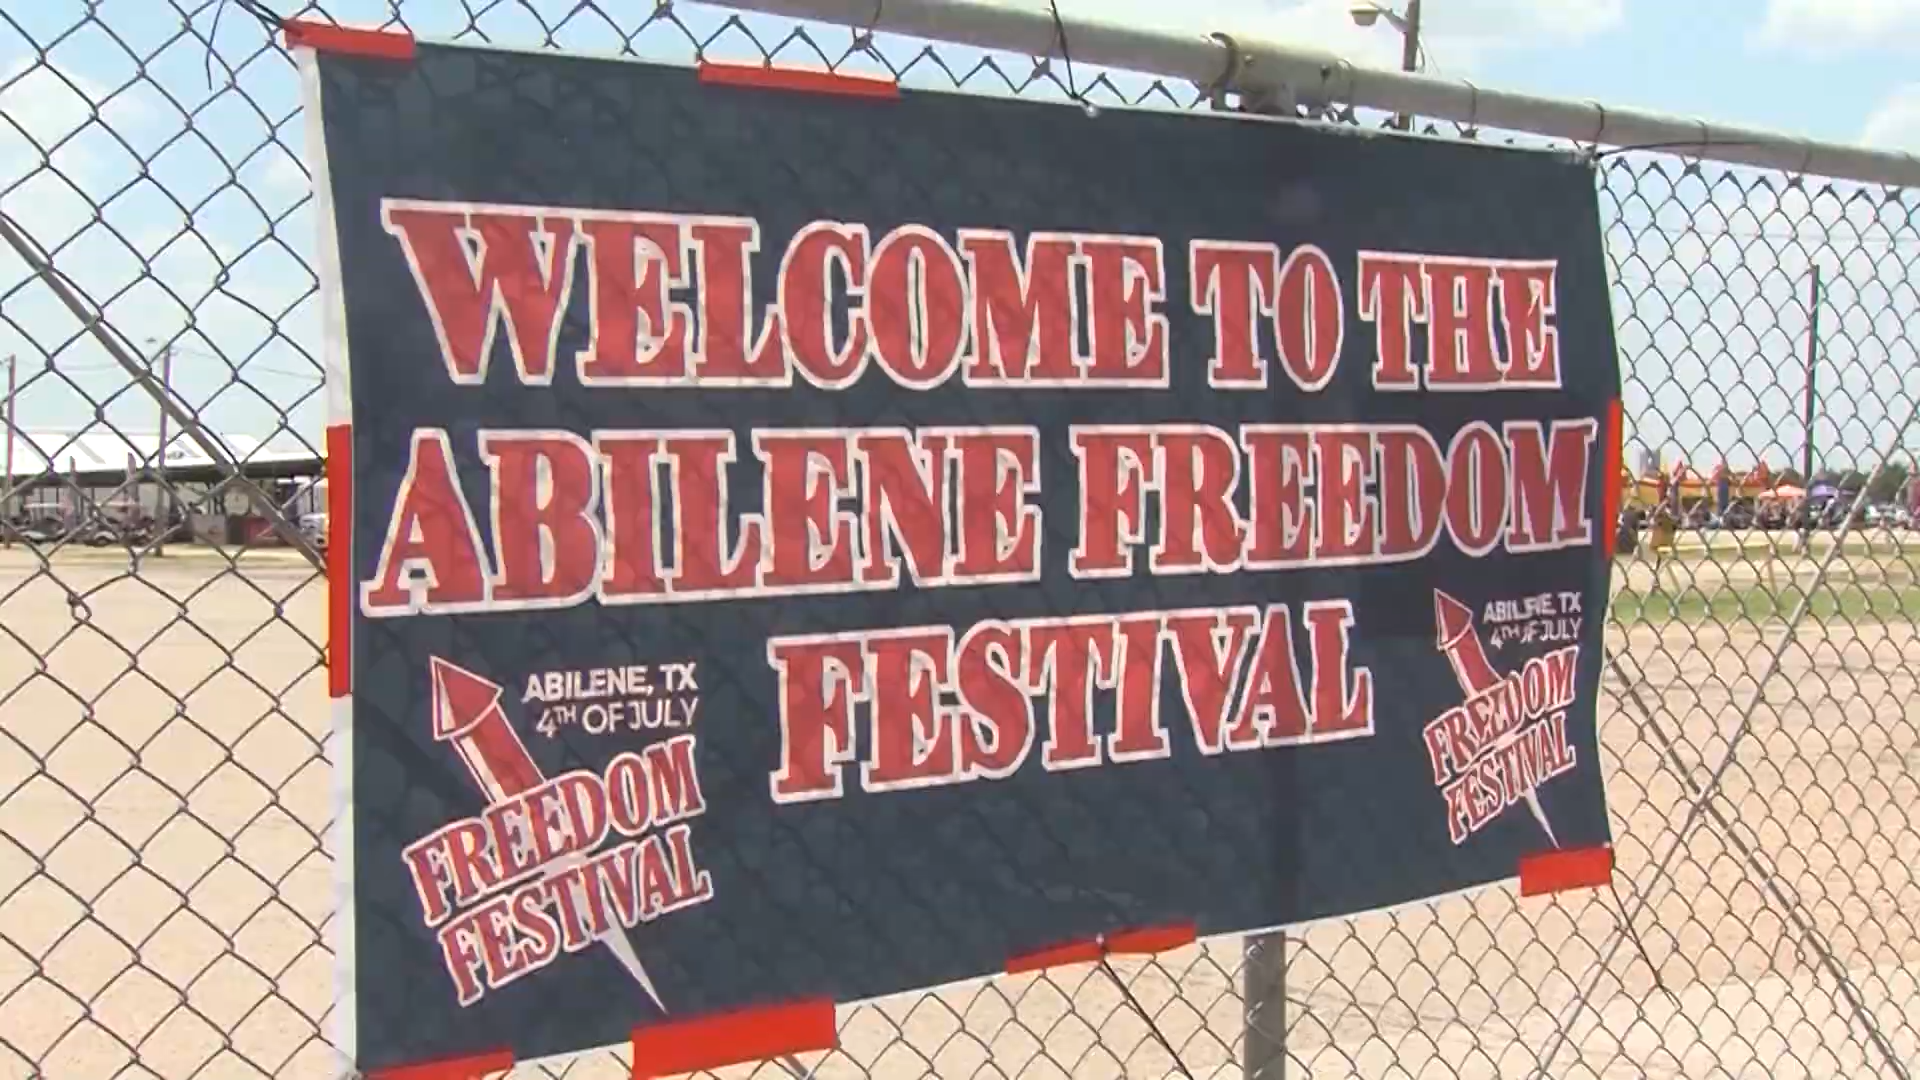 WELCOME TO THE
ABILENE FREEDOM
FESTIVAL
ABILENE, TX
4TH OF JULY
FREEDOM
FESTIVAL
ABILENE, TX
4TH OF JULY
FREEDOM
FESTIVAL